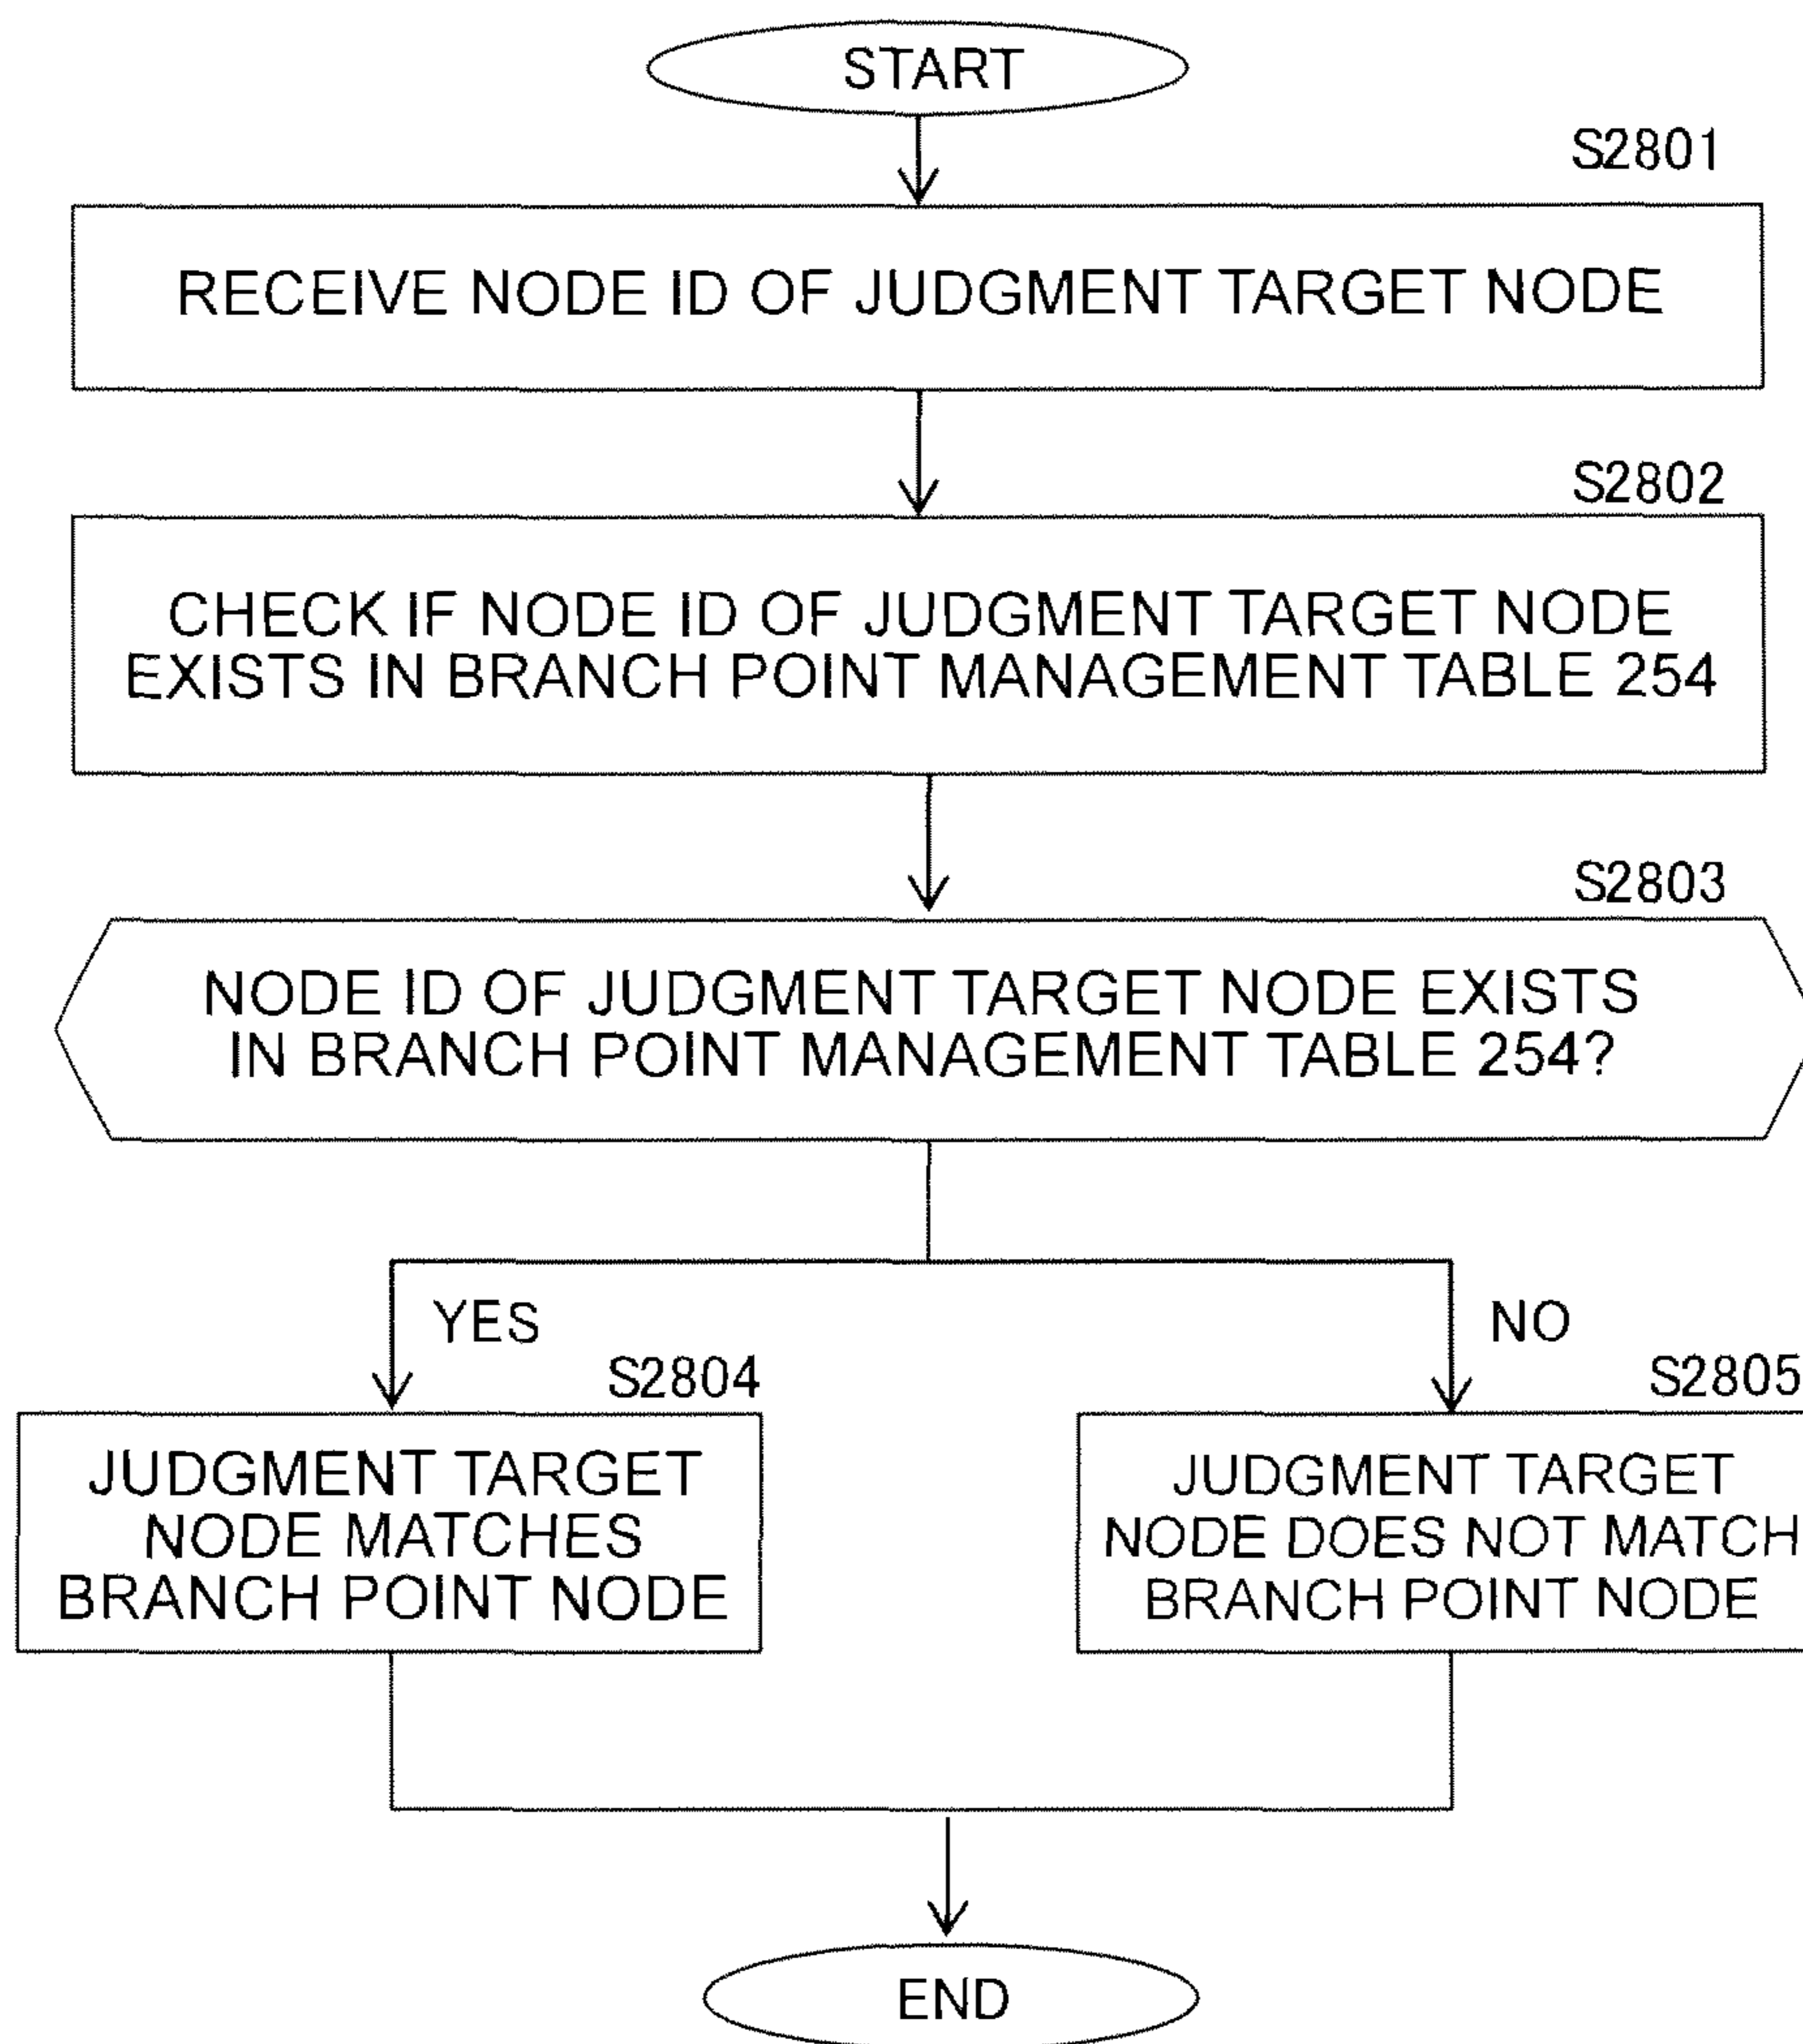 START
S2801
RECEIVE NODE ID OF JUDGMENT TARGET NODE
S2802
CHECK IF NODE ID OF JUDGMENT TARGET NODE
EXISTS IN BRANCH POINT MANAGEMENT TABLE 254
S2803
NODE ID OF JUDGMENT TARGET NODE EXISTS
IN BRANCH POINT MANAGEMENT TABLE 254?
YES
NO
S2804
S2805
JUDGMENT TARGET
NODE MATCHES
BRANCH POINT NODE
JUDGMENT TARGET
NODE DOES NOT MATCH
BRANCH POINT NODE
END